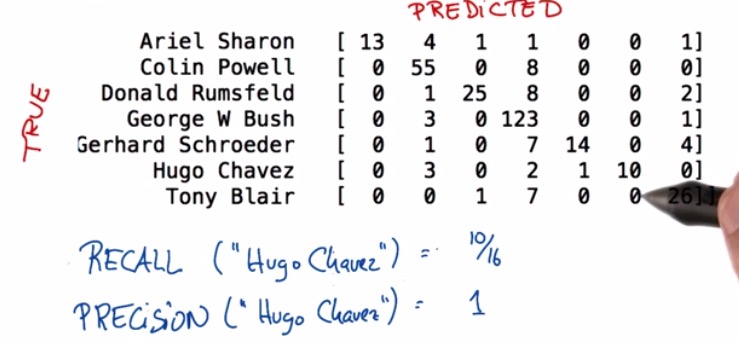 PREDICTED
TRUE
Ariel Sharon [ 13 4 1 1 0 0 1]
Colin Powell [ 0 55 0 8 0 0 0]
Donald Rumsfeld [ 0 1 25 8 0 0 2]
George W Bush [ 0 3 0 123 0 0 1]
Gerhard Schroeder [ 0 1 0 7 14 0 4]
Hugo Chavez [ 0 3 0 2 1 10 0]
Tony Blair [ 0 0 1 7 0 0 26]]
RECALL ("Hugo Chavez") = 10/16
PRECISION ("Hugo Chavez") = 1